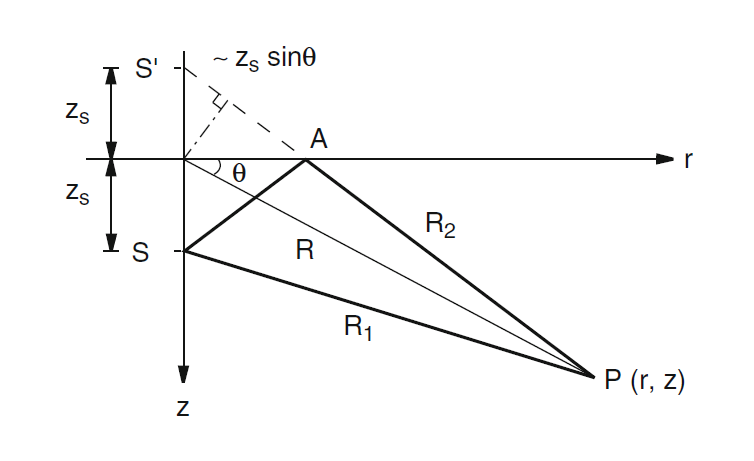 ~ zₛ sinθ
S'
zₛ
A
r
θ
zₛ
R₂
S
R
R₁
P (r, z)
z